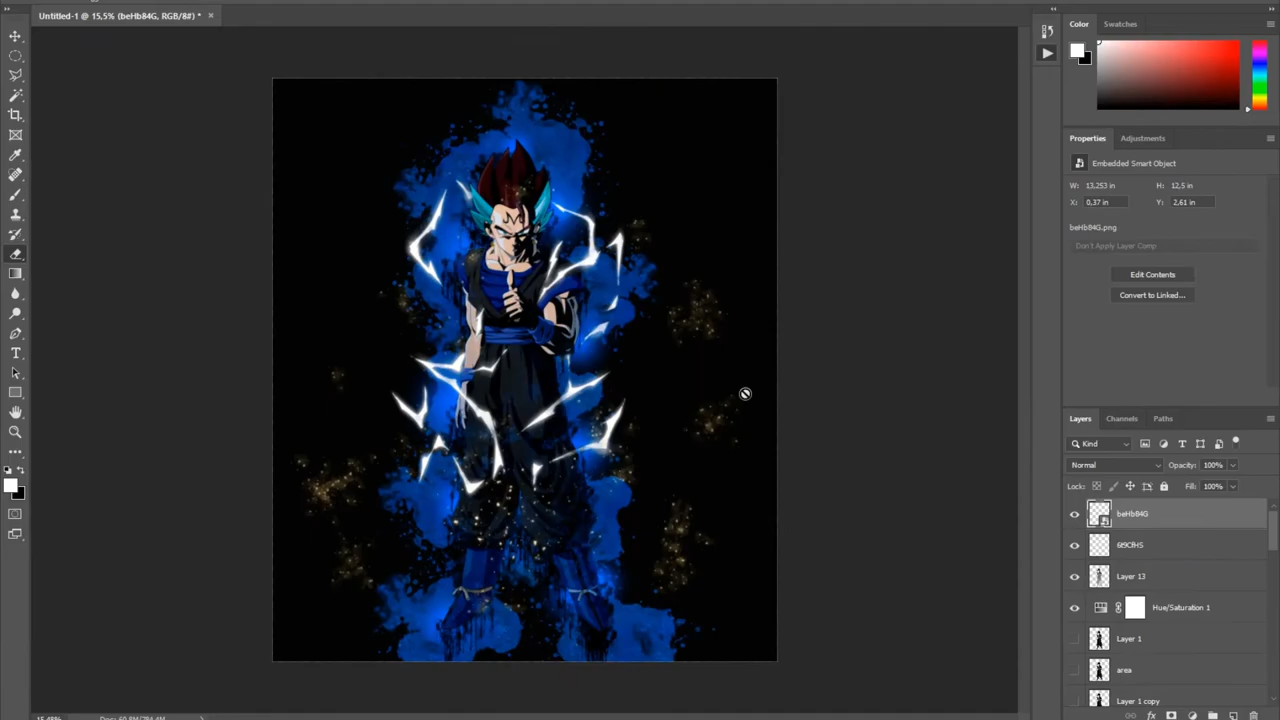 Untitled-1 @ 15,5% (beHb84G, RGB/8#) *
Color
Swatches
Properties
Adjustments
Embedded Smart Object
W: 13,253 in
H: 12,5 in
X: 0,37 in
Y: 2,61 in
beHb84G.png
Don't Apply Layer Comp
Edit Contents
Convert to Linked...
Layers
Channels
Paths
Kind
Normal
Opacity: 100%
Lock:
Fill: 100%
beHb84G
Layer 13
Hue/Saturation 1
Layer 1
area
Layer 1 copy